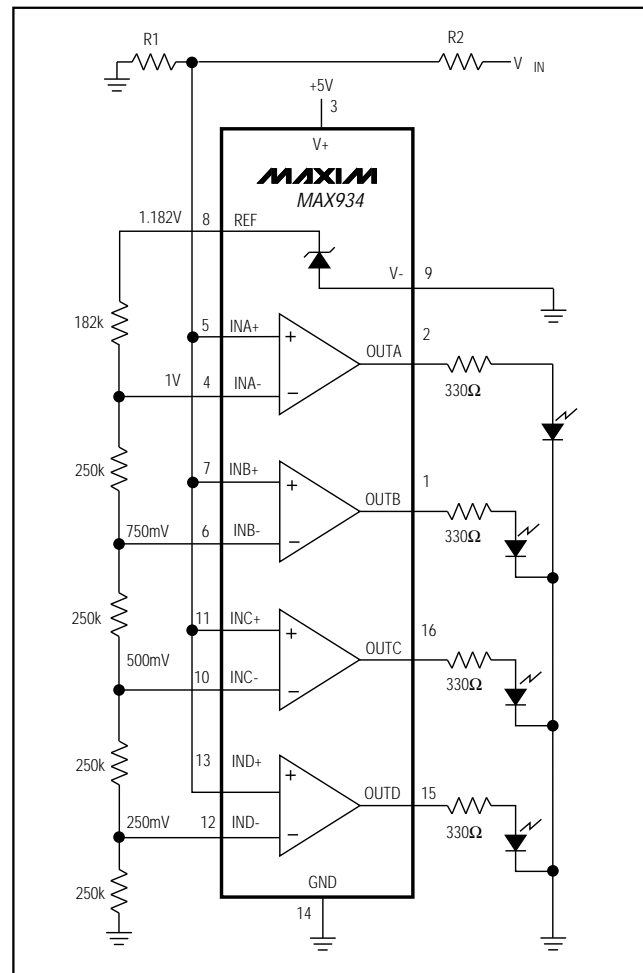 R1
R2
V IN
+5V
3
V+
MAXIM
MAX934
1.182V
8
REF
V-
9
182k
5
INA+
+
OUTA
2
1V
4
INA-
−
330Ω
250k
7
INB+
+
OUTB
1
750mV
6
INB-
−
330Ω
250k
11
INC+
+
OUTC
16
500mV
10
INC-
−
330Ω
250k
13
IND+
+
OUTD
15
250mV
12
IND-
−
330Ω
250k
GND
14